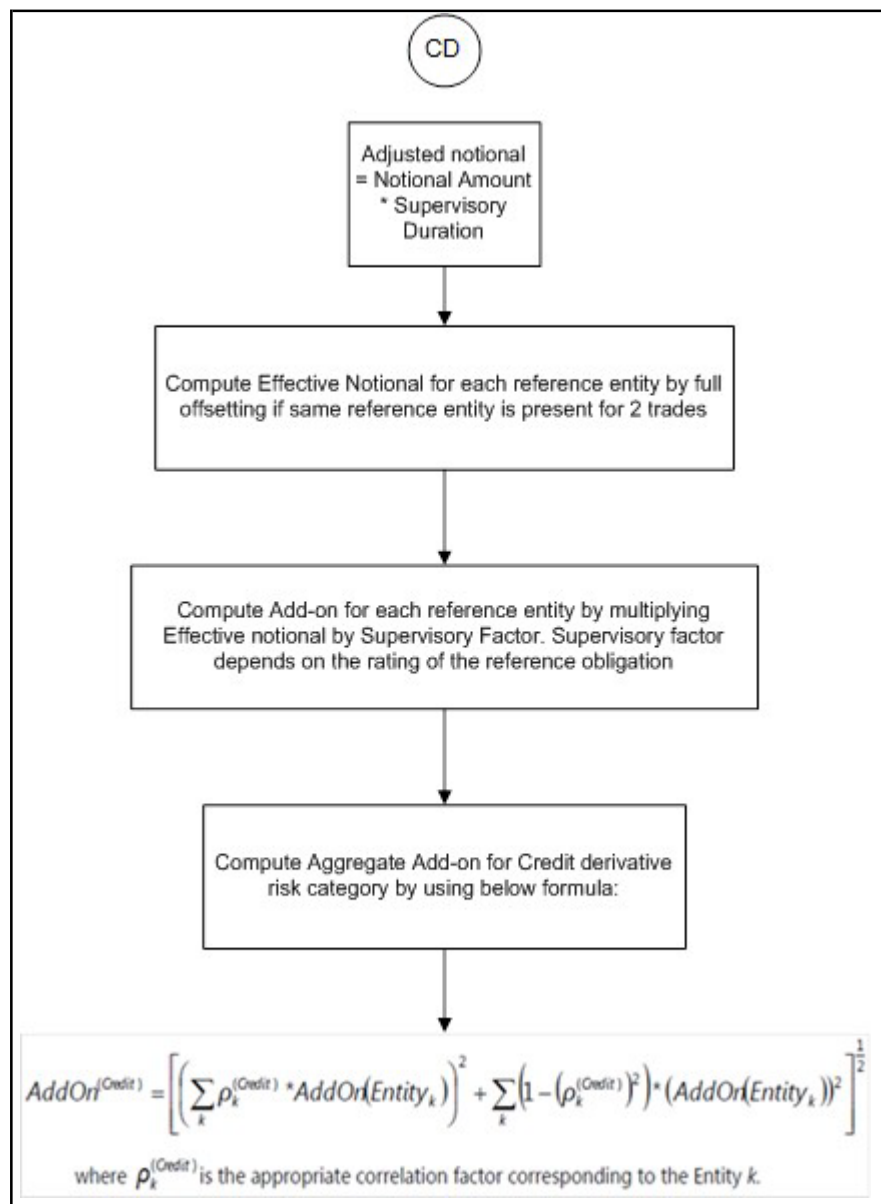 CD
Adjusted notional
= Notional Amount
* Supervisory
Duration
Compute Effective Notional for each reference entity by full
offsetting if same reference entity is present for 2 trades
Compute Add-on for each reference entity by multiplying
Effective notional by Supervisory Factor. Supervisory factor
depends on the rating of the reference obligation
Compute Aggregate Add-on for Credit derivative
risk category by using below formula:
AddOn^(Credit) = [(∑_k ρ_k^(Credit) *AddOn(Entity_k))^2 + ∑_k (1−(ρ_k^(Credit))^2)*(AddOn(Entity_k))^2]^(1/2)
where ρ_k^(Credit) is the appropriate correlation factor corresponding to the Entity k.